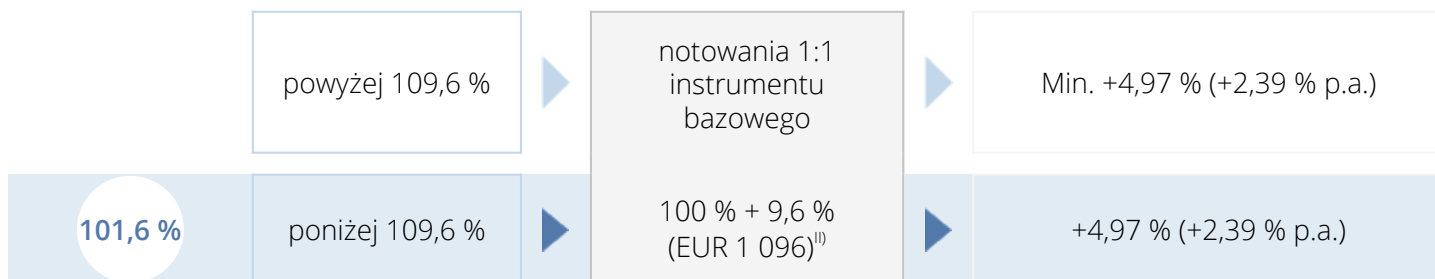 powyżej 109,6 %
notowania 1:1
instrumentu
bazowego
Min. +4,97 % (+2,39 % p.a.)
101,6 %
poniżej 109,6 %
100 % + 9,6 %
(EUR 1 096)II)
+4,97 % (+2,39 % p.a.)